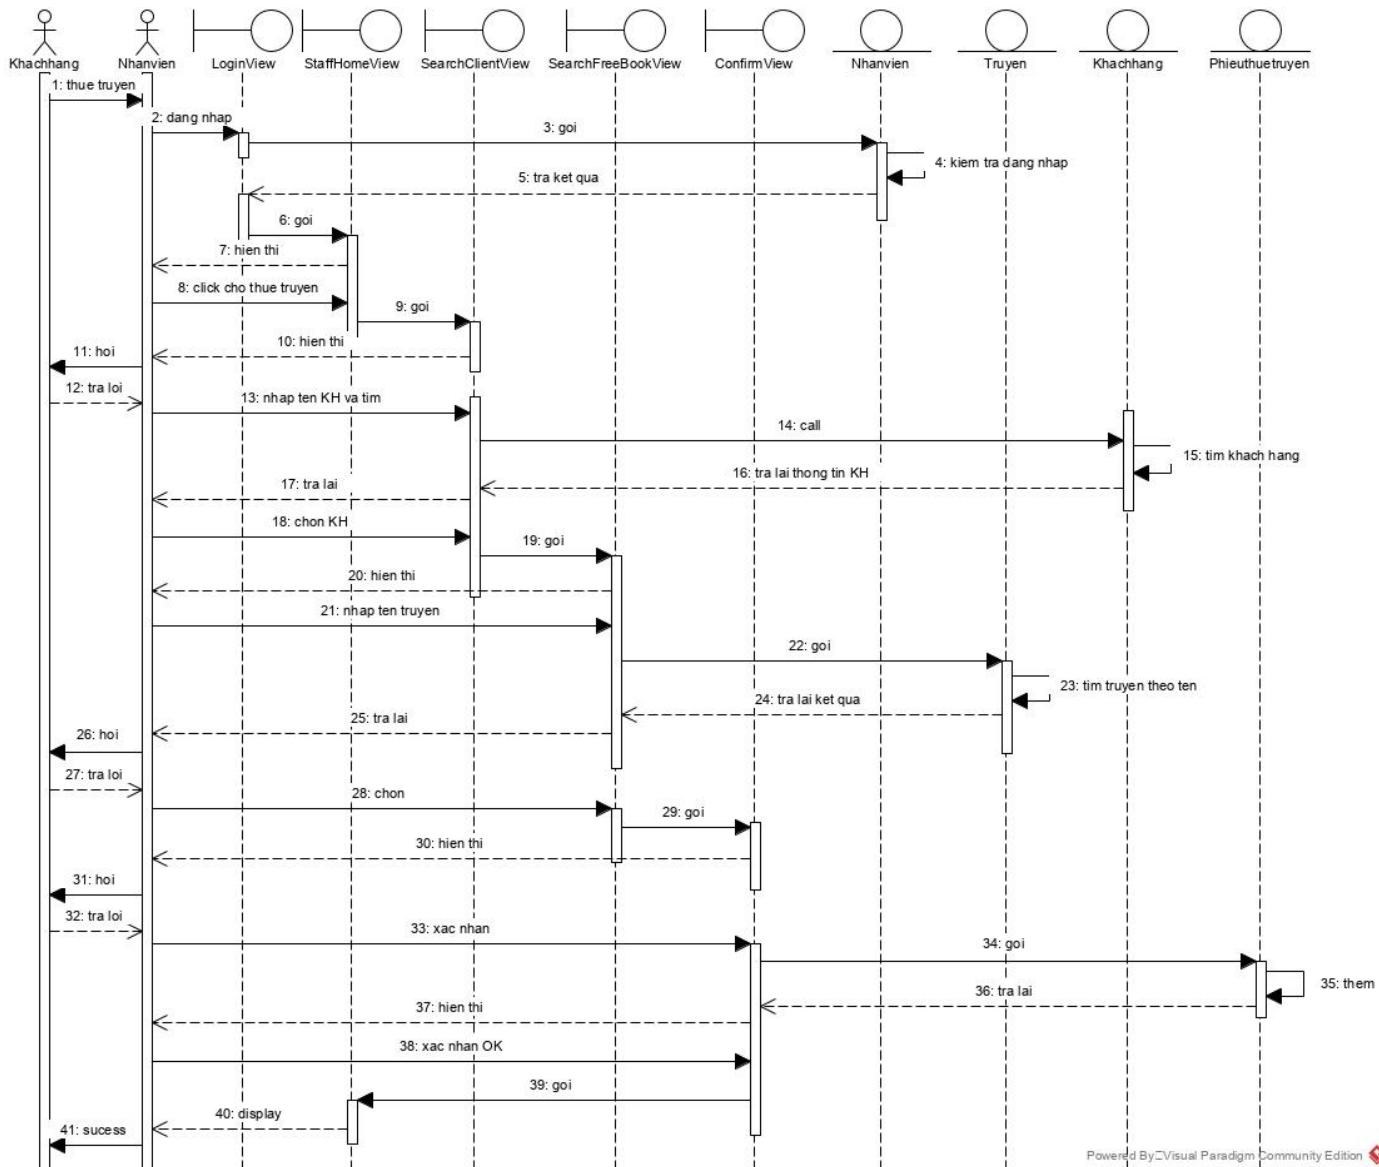 Khachhang
Nhanvien
LoginView
StaffHomeView
SearchClientView
SearchFreeBookView
ConfirmView
Nhanvien
Truyen
Khachhang
Phieuthuetruyen
1: thue truyen
2: dang nhap
3: goi
4: kiem tra dang nhap
5: tra ket qua
6: goi
7: hien thi
8: click cho thue truyen
9: goi
10: hien thi
11: hoi
12: tra loi
13: nhap ten KH va tim
14: call
15: tim khach hang
16: tra lai thong tin KH
17: tra lai
18: chon KH
19: goi
20: hien thi
21: nhap ten truyen
22: goi
23: tim truyen theo ten
24: tra lai ket qua
25: tra lai
26: hoi
27: tra loi
28: chon
29: goi
30: hien thi
31: hoi
32: tra loi
33: xac nhan
34: goi
35: them
36: tra lai
37: hien thi
38: xac nhan OK
39: goi
40: display
41: sucess
Powered By Visual Paradigm Community Edition